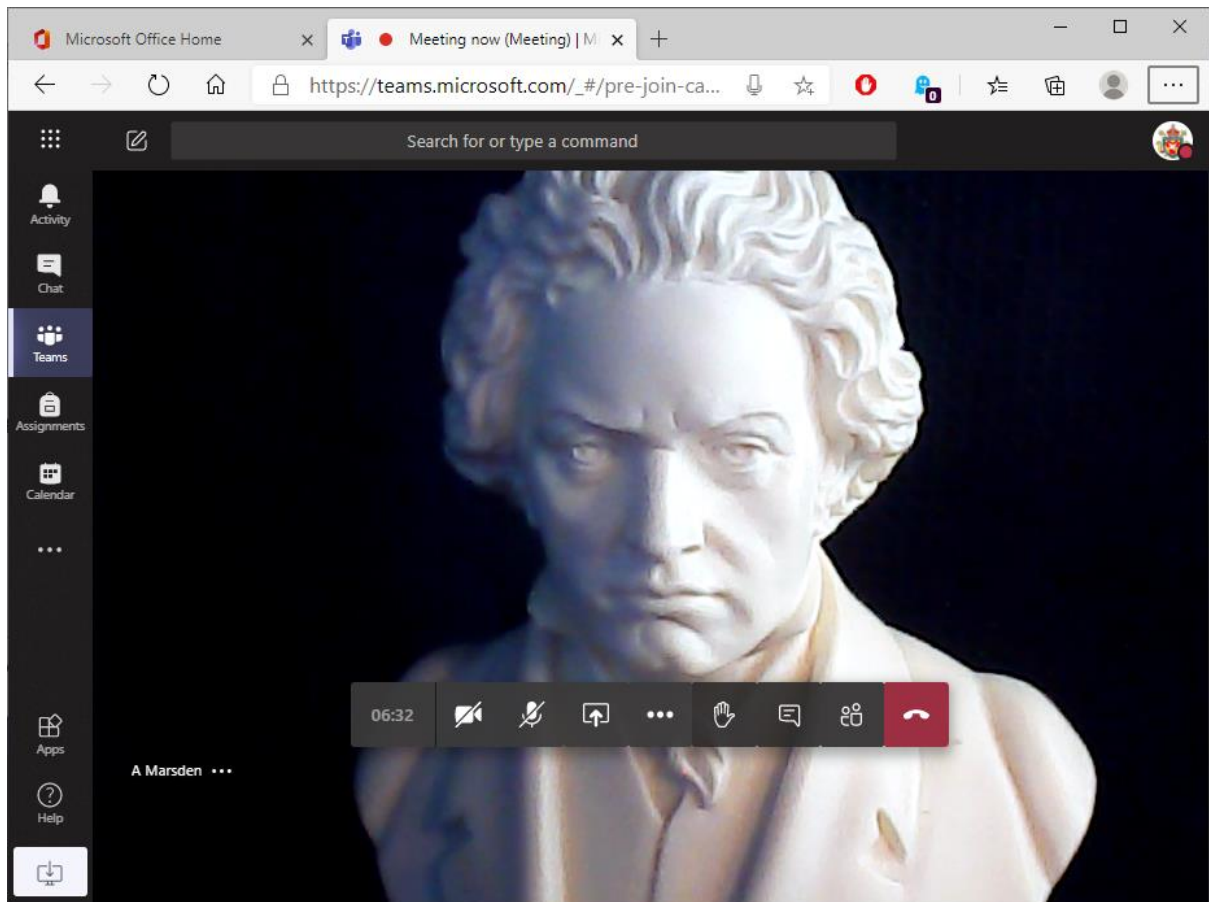 Microsoft Office Home
Meeting now (Meeting) | M
https://teams.microsoft.com/_#/pre-join-ca...
0
Search for or type a command
Activity
Chat
Teams
Assignments
Calendar
06:32
Apps
A Marsden
Help